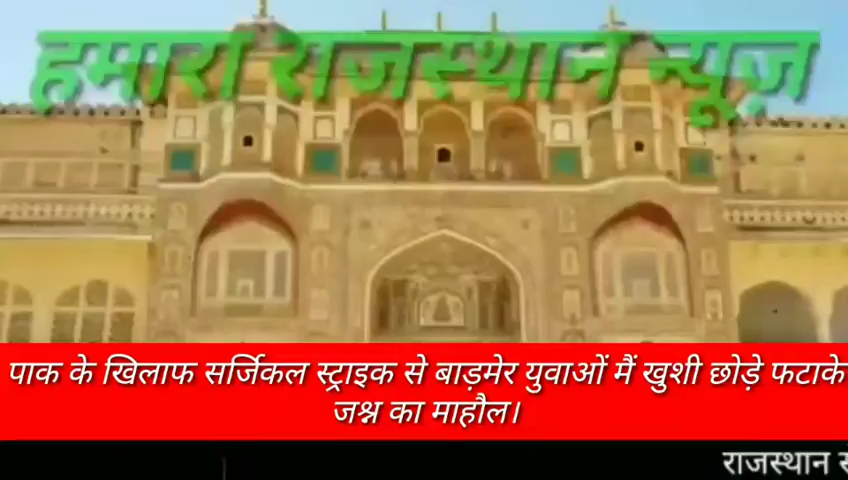 हमारा राजस्थान न्यूज़
पाक के खिलाफ सर्जिकल स्ट्राइक से बाड़मेर युवाओं मैं खुशी छोड़े फटाके
जश्न का माहौल।
राजस्थान